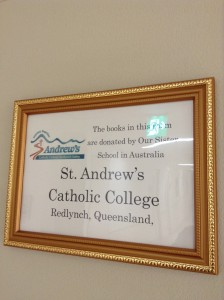 The books in this room
are donated by Our Sister
School in Australia
Andrew's
St. Andrew's
Catholic College
Redlynch, Queensland,